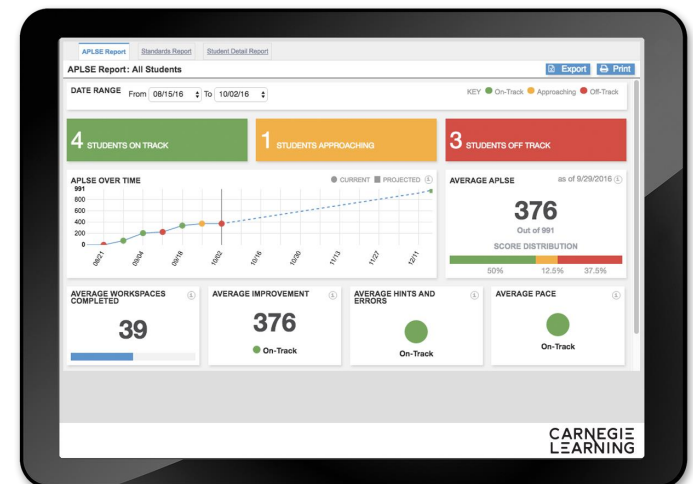 APLSE Report Standards Report Student Detail Report
APLSE Report: All Students Export Print
DATE RANGE From 08/15/16 To 10/02/16 KEY On-Track Approaching Off-Track
4 STUDENTS ON TRACK
1 STUDENTS APPROACHING
3 STUDENTS OFF TRACK
APLSE OVER TIME CURRENT PROJECTED
991
800
600
400
200
0
08/21 09/04 09/18 10/02 10/16 10/20 11/13 11/27 12/11
AVERAGE APLSE as of 9/29/2016
376
Out of 991
SCORE DISTRIBUTION
50% 12.5% 37.5%
AVERAGE WORKSPACES
COMPLETED
39
AVERAGE IMPROVEMENT
376
On-Track
AVERAGE HINTS AND
ERRORS
On-Track
AVERAGE PACE
On-Track
CARNEGIE
LEARNING